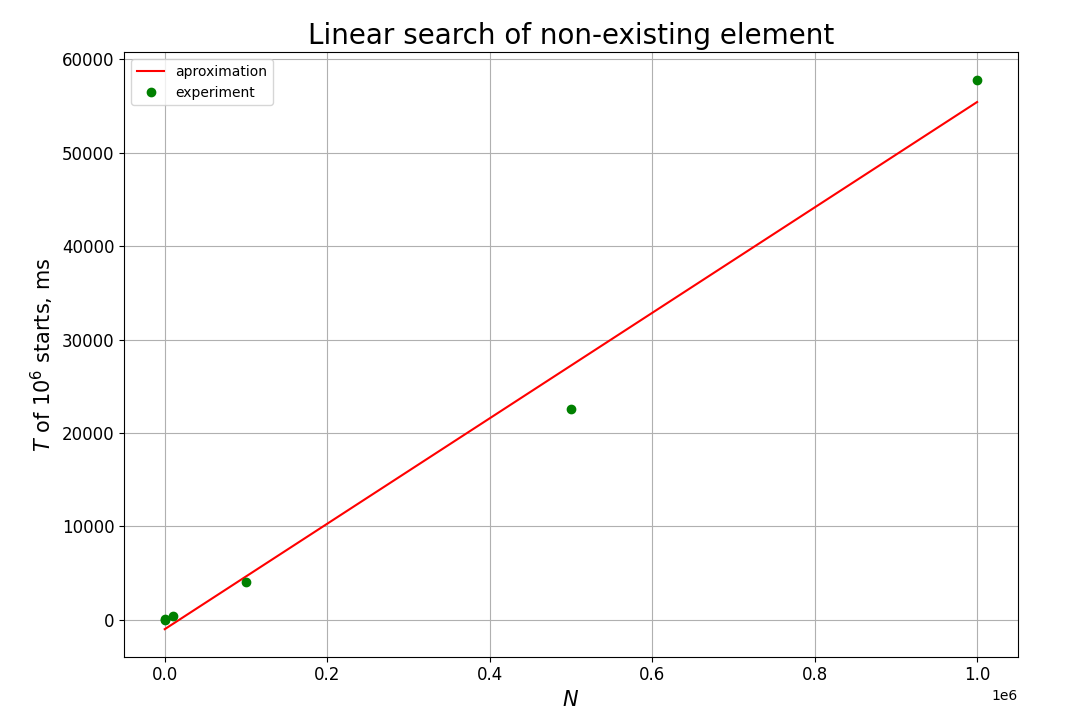 Linear search of non-existing element
aproximation
experiment
60000
50000
40000
30000
20000
10000
0
T of 10⁶ starts, ms
0.0 0.2 0.4 0.6 0.8 1.0
1e6
N